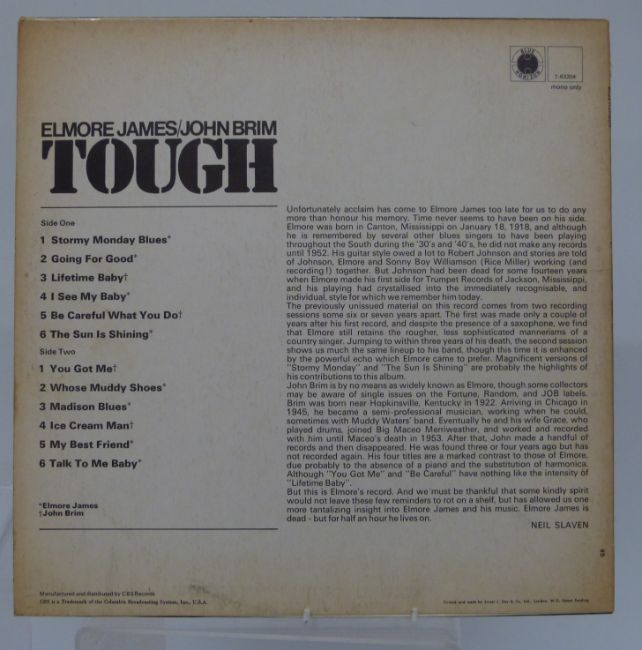 BLUE HORIZON
7-63204
mono only
ELMORE JAMES/JOHN BRIM
TOUGH
Side One
1 Stormy Monday Blues*
2 Going For Good*
3 Lifetime Baby†
4 I See My Baby*
5 Be Careful What You Do†
6 The Sun Is Shining*
Side Two
1 You Got Me†
2 Whose Muddy Shoes*
3 Madison Blues*
4 Ice Cream Man†
5 My Best Friend*
6 Talk To Me Baby*
*Elmore James
†John Brim
Unfortunately acclaim has come to Elmore James too late for us to do any
more than honour his memory. Time never seems to have been on his side.
Elmore was born in Canton, Mississippi on January 18, 1918, and although
he is remembered by several other blues singers to have been playing
throughout the South during the '30's and '40's, he did not make any records
until 1952. His guitar style owed a lot to Robert Johnson and stories are told
of Johnson, Elmore and Sonny Boy Williamson (Rice Miller) working (and
recording!) together. But Johnson had been dead for some fourteen years
when Elmore made his first side for Trumpet Records of Jackson, Mississippi,
and his playing had crystallised into the immediately recognisable, and
individual, style for which we remember him today.
The previously unissued material on this record comes from two recording
sessions some six or seven years apart. The first was made only a couple of
years after his first record, and despite the presence of a saxophone, we find
that Elmore still retains the rougher, less sophisticated mannerisms of a
country singer. Jumping to within three years of his death, the second session
shows us much the same lineup to his band, though this time it is enhanced
by the powerful echo which Elmore came to prefer. Magnificent versions of
"Stormy Monday" and "The Sun Is Shining" are probably the highlights of
his contributions to this album.
John Brim is by no means as widely known as Elmore, though some collectors
may be aware of single issues on the Fortune, Random, and JOB labels.
Brim was born near Hopkinsville, Kentucky in 1922. Arriving in Chicago in
1945, he became a semi-professional musician, working when he could,
sometimes with Muddy Waters' band. Eventually he and his wife Grace, who
played drums, joined Big Maceo Merriweather, and worked and recorded
with him until Maceo's death in 1953. After that, John made a handful of
records and then disappeared. He was found three or four years ago but has
not recorded again. His four titles are a marked contrast to those of Elmore,
due probably to the absence of a piano and the substitution of harmonica.
Although "You Got Me" and "Be Careful" have nothing like the intensity of
"Lifetime Baby".
But this is Elmore's record. And we must be thankful that some kindly spirit
would not leave these few reminders to rot on a shelf, but has allowed us one
more tantalizing insight into Elmore James and his music. Elmore James is
dead - but for half an hour he lives on.
NEIL SLAVEN
Manufactured and distributed by CBS Records
CBS is a Trademark of the Columbia Broadcasting System, Inc., U.S.A.
Printed and made by